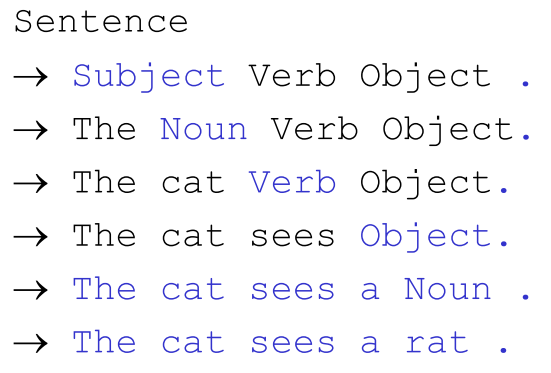 Sentence
→ Subject Verb Object .
→ The Noun Verb Object.
→ The cat Verb Object.
→ The cat sees Object.
→ The cat sees a Noun .
→ The cat sees a rat .